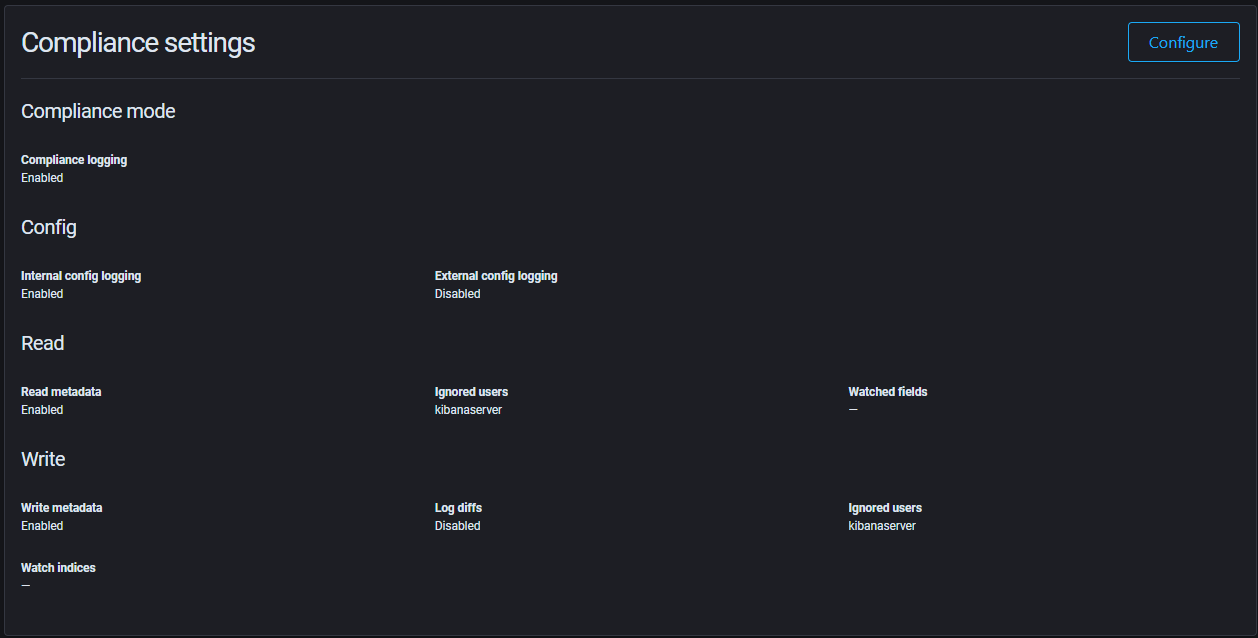 Compliance settings
Configure
Compliance mode
Compliance logging
Enabled
Config
Internal config logging
Enabled
External config logging
Disabled
Read
Read metadata
Enabled
Ignored users
kibanaserver
Watched fields
—
Write
Write metadata
Enabled
Log diffs
Disabled
Ignored users
kibanaserver
Watch indices
—